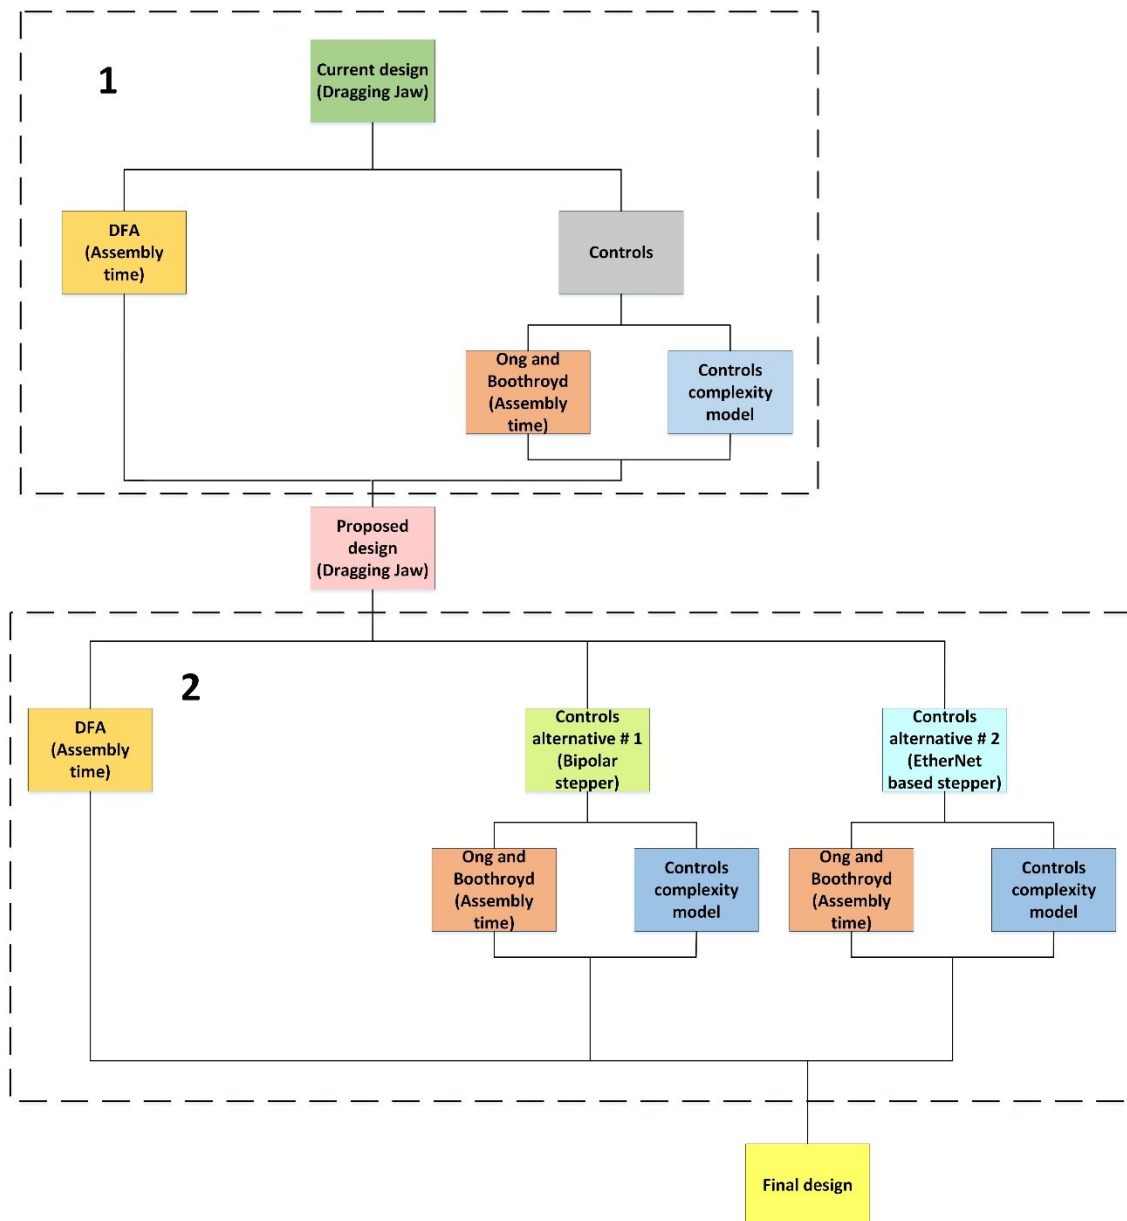 1
Current design
(Dragging Jaw)
DFA
(Assembly
time)
Controls
Ong and
Boothroyd
(Assembly
time)
Controls
complexity
model
Proposed
design
(Dragging Jaw)
2
DFA
(Assembly
time)
Controls
alternative # 1
(Bipolar
stepper)
Controls
alternative # 2
(EtherNet
based stepper)
Ong and
Boothroyd
(Assembly
time)
Controls
complexity
model
Ong and
Boothroyd
(Assembly
time)
Controls
complexity
model
Final design